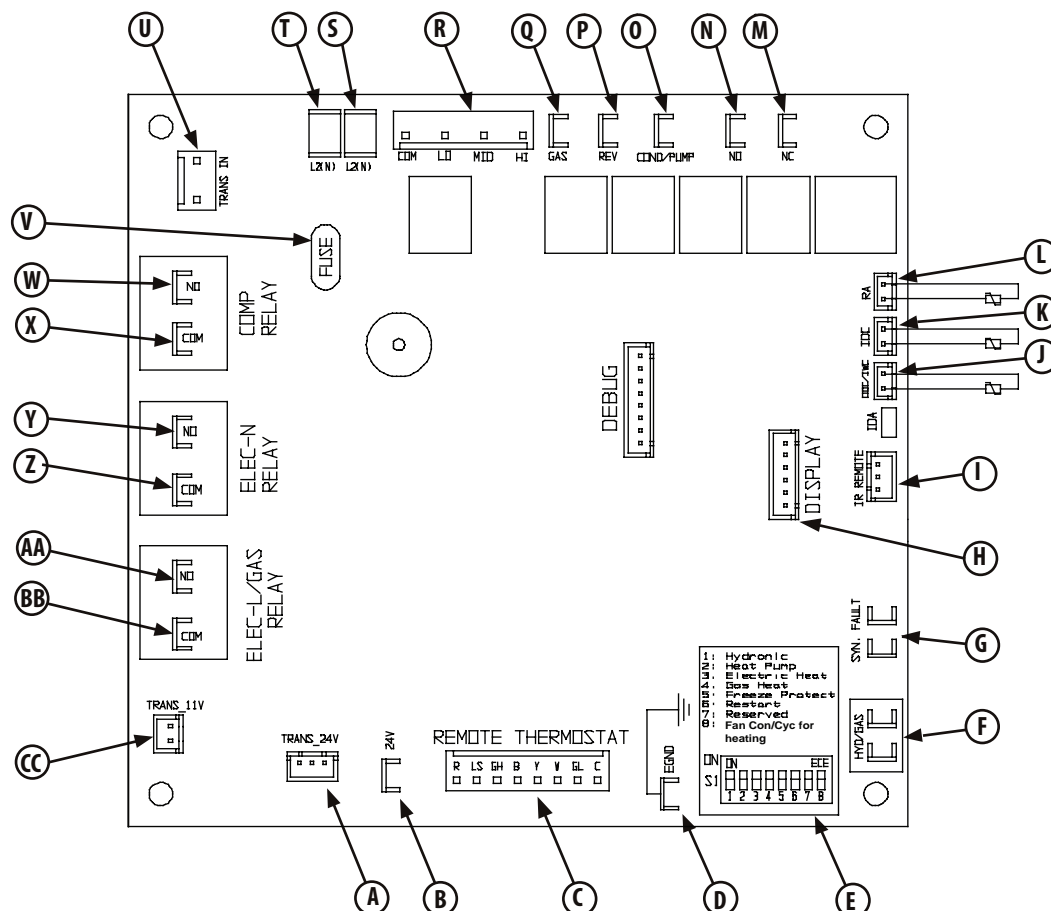 U
T
S
R
Q
P
O
N
M
TRANS IN
L2(N)
L2(N)
COM LO MID HI
GAS
REV
COND/PUMP
NO
NC
V
FUSE
W
NO
X
COM
COMP RELAY
L
RA
K
IDC
J
ODC/IWC
IDA
DEBUG
Y
NO
Z
COM
ELEC-N RELAY
DISPLAY
IR REMOTE
I
H
AA
NO
BB
COM
ELEC-L/GAS RELAY
SYN. FAULT
G
1: Hydronic
2: Heat Pump
3. Electric Heat
4. Gas Heat
5: Freeze Protect
6: Restart
7: Reserved
8: Fan Con/Cyc for
heating
HYD/GAS
F
TRANS_11V
CC
TRANS_24V
24V
REMOTE THERMOSTAT
R LS GH B Y W GL C
EGND
ON
ON ECE
S1
1 2 3 4 5 6 7 8
A
B
C
D
E